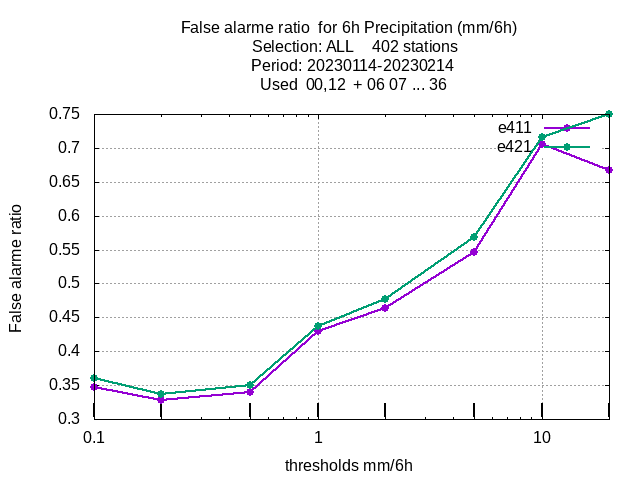 False alarme ratio  for 6h Precipitation (mm/6h)
Selection: ALL    402 stations
Period: 20230114-20230214
Used  00,12  + 06 07 ... 36
0.75
0.7
0.65
0.6
0.55
0.5
0.45
0.4
0.35
0.3
False alarme ratio
e411
e421
0.1
1
10
thresholds mm/6h